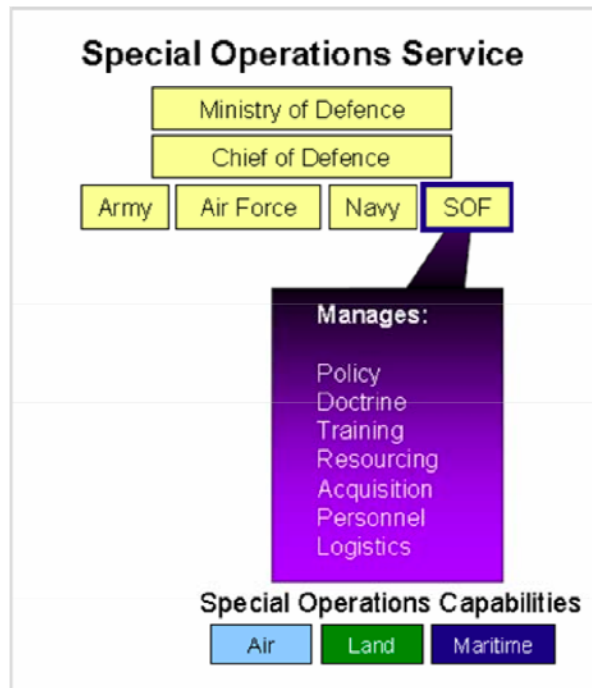 Special Operations Service
Ministry of Defence
Chief of Defence
Army Air Force Navy SOF
Manages:
Policy
Doctrine
Training
Resourcing
Acquisition
Personnel
Logistics
Special Operations Capabilities
Air Land Maritime